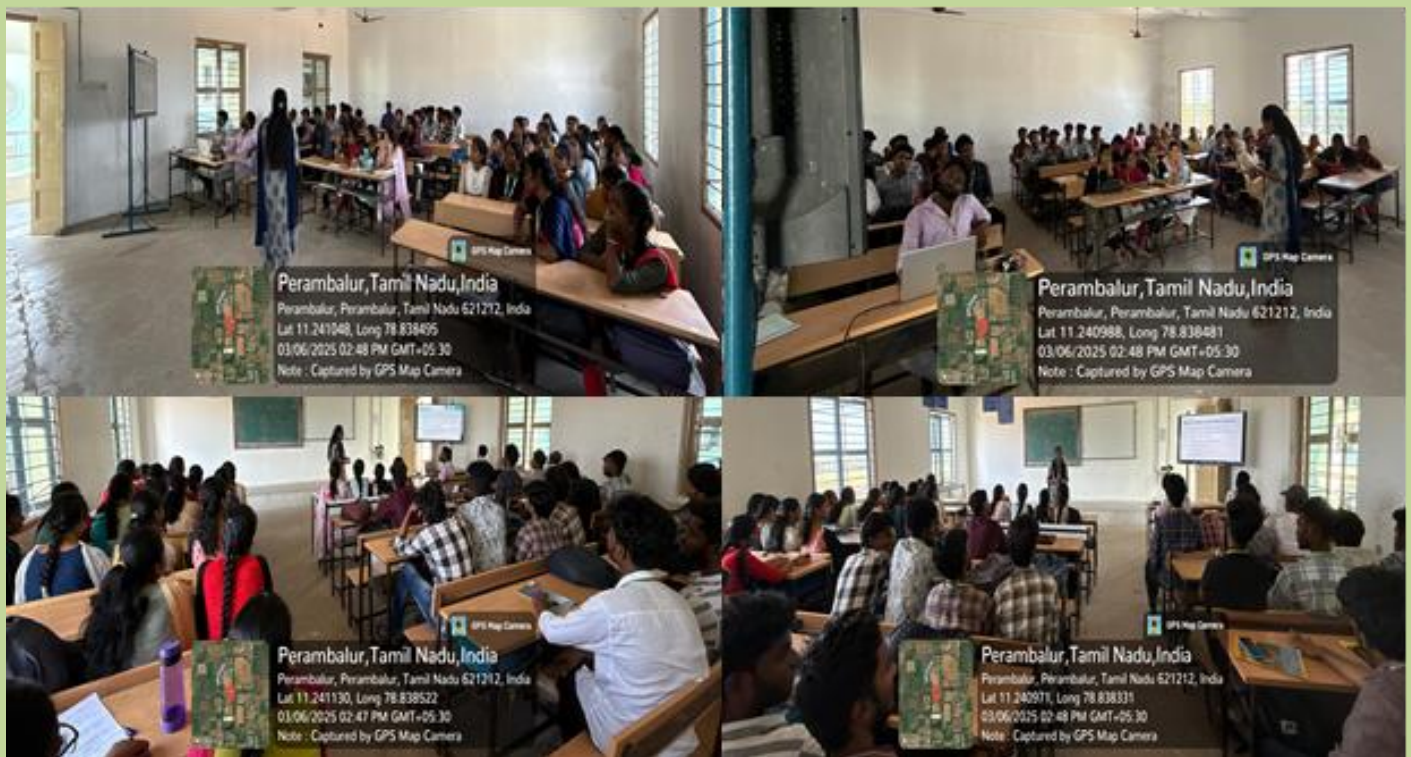 GPS Map Camera
Perambalur,Tamil Nadu,India
Perambalur, Perambalur, Tamil Nadu 621212, India
Lat 11.241048, Long 78.838495
03/06/2025 02:48 PM GMT+05:30
Note : Captured by GPS Map Camera
GPS Map Camera
Perambalur,Tamil Nadu,India
Perambalur, Perambalur, Tamil Nadu 621212, India
Lat 11.240988, Long 78.838481
03/06/2025 02:48 PM GMT+05:30
Note : Captured by GPS Map Camera
GPS Map Camera
Perambalur,Tamil Nadu,India
Perambalur, Perambalur, Tamil Nadu 621212, India
Lat 11.241130, Long 78.838522
03/06/2025 02:47 PM GMT+05:30
Note : Captured by GPS Map Camera
GPS Map Camera
Perambalur,Tamil Nadu,India
Perambalur, Perambalur, Tamil Nadu 621212, India
Lat 11.240971, Long 78.838331
03/06/2025 02:48 PM GMT+05:30
Note : Captured by GPS Map Camera